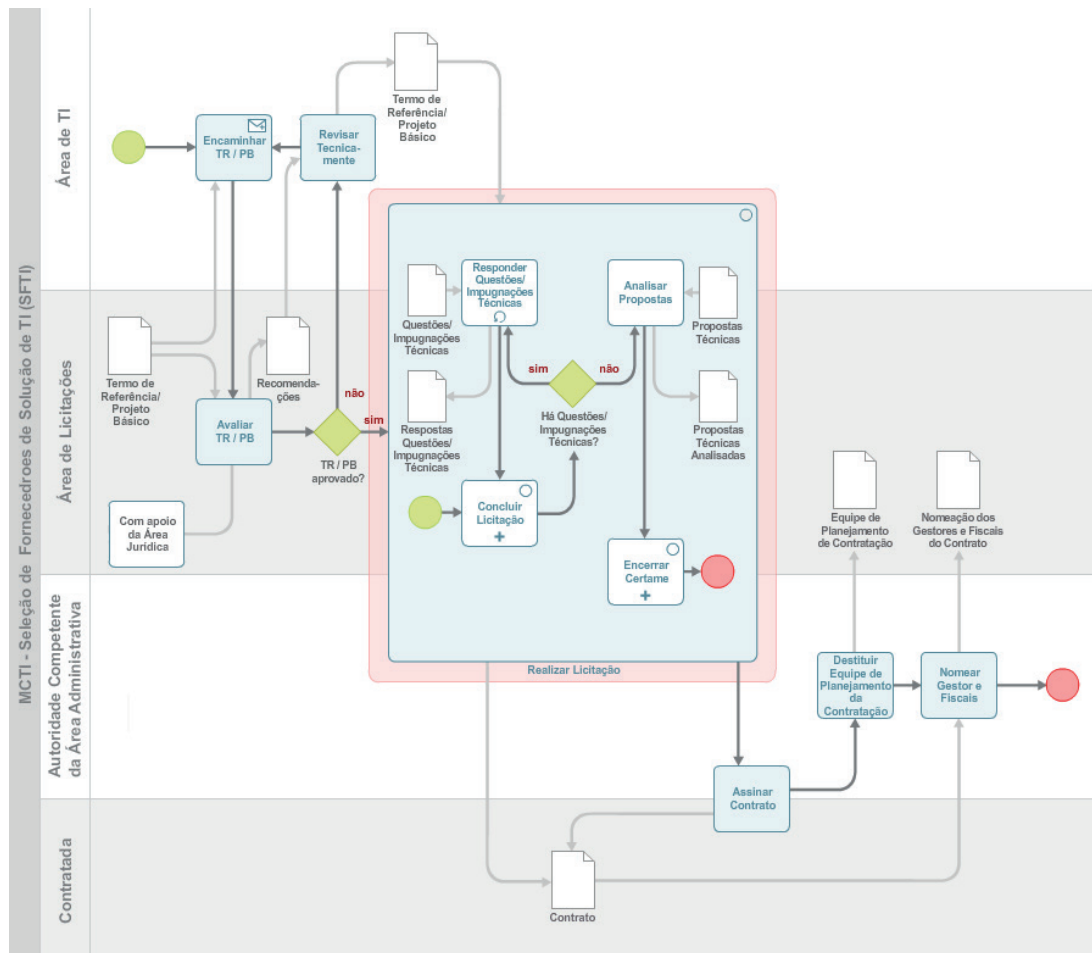 MCTI - Seleção de Fornecedroes de Solução de TI (SFTI)
Área de TI
Encaminhar
TR / PB
Revisar
Tecnica-
mente
Termo de
Referência/
Projeto
Básico
Área de Licitações
Termo de
Referência/
Projeto
Básico
Avaliar
TR / PB
Recomenda-
ções
não
sim
TR / PB
aprovado?
Com apoio
da Área
Jurídica
Questões/
Impugnações
Técnicas
Responder
Questões/
Impugnações
Técnicas
Analisar
Propostas
Propostas
Técnicas
sim
não
Há Questões/
Impugnações
Técnicas?
Respostas
Questões/
Impugnações
Técnicas
Propostas
Técnicas
Analisadas
Concluir
Licitação
Encerrar
Certame
Realizar Licitação
Equipe de
Planejamento
de Contratação
Nomeação dos
Gestores e Fiscais
do Contrato
Autoridade Competente
da Área Administrativa
Destituir
Equipe de
Planejamento
da
Contratação
Nomear
Gestor e
Fiscais
Assinar
Contrato
Contratada
Contrato